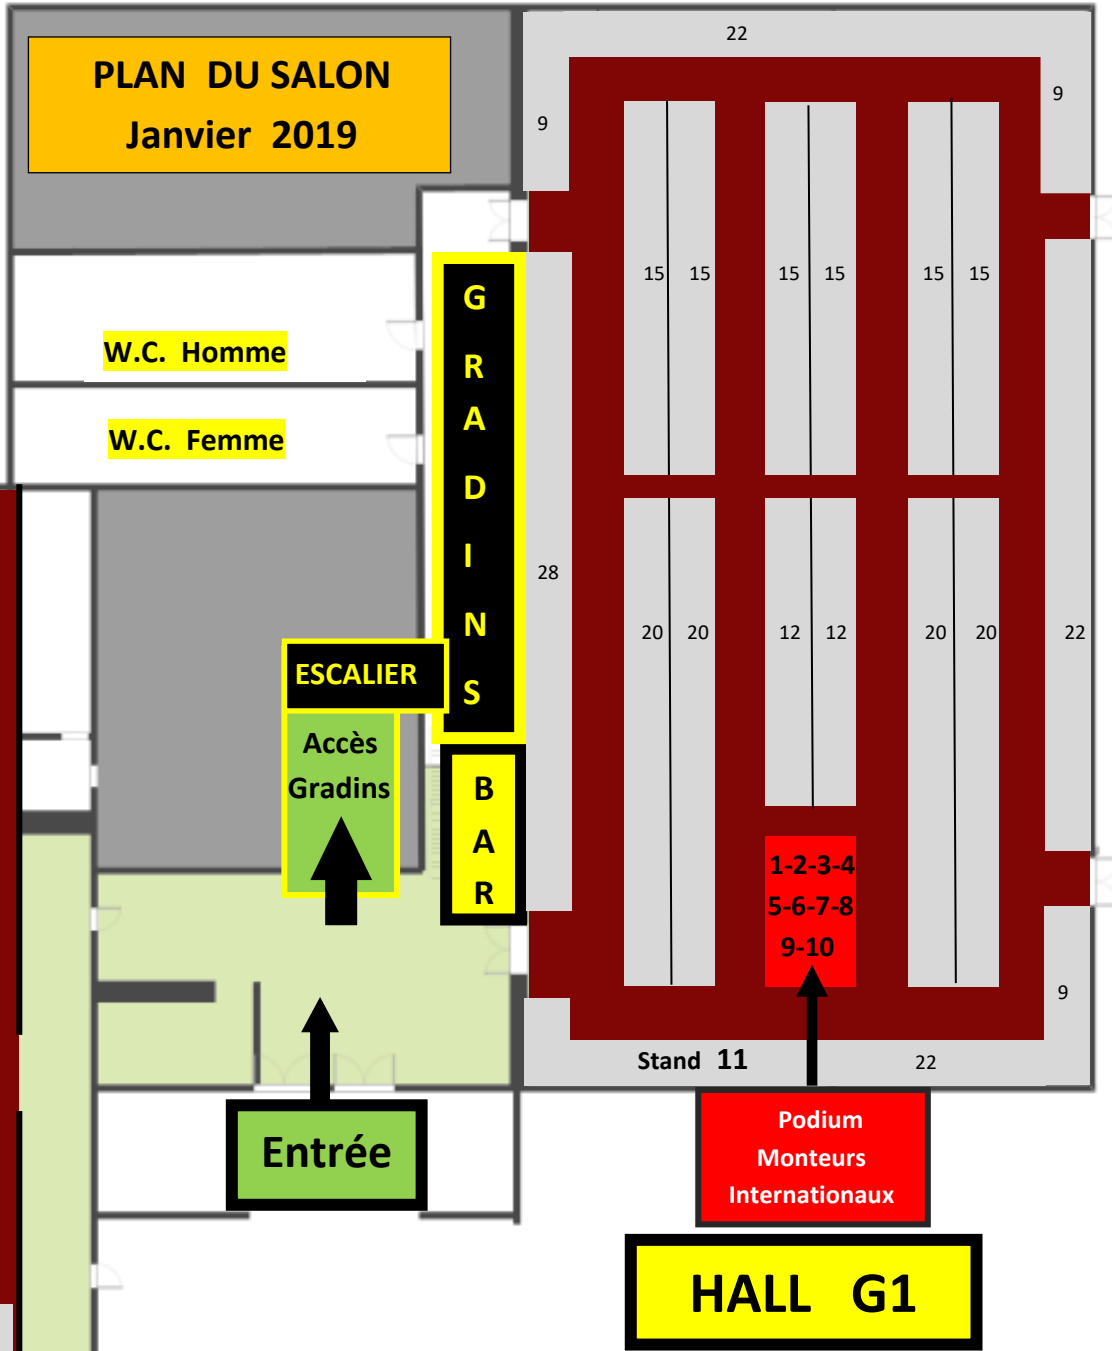 PLAN DU SALON
Janvier 2019
22
9
9
15 15 15 15 15 15
W.C. Homme
W.C. Femme
G
R
A
D
I
N
S
28
20 20 12 12 20 20 22
ESCALIER
Accès
Gradins
B
A
R
1-2-3-4
5-6-7-8
9-10
9
Stand 11 22
Entrée
Podium
Monteurs
Internationaux
HALL G1